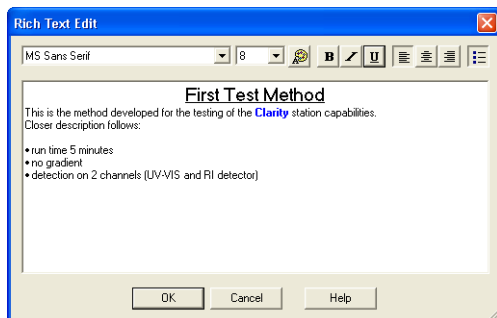 Rich Text Edit
MS Sans Serif 8 B I U
First Test Method
This is the method developed for the testing of the Clarity station capabilities.
Closer description follows:
• run time 5 minutes
• no gradient
• detection on 2 channels (UV-VIS and RI detector)
OK Cancel Help